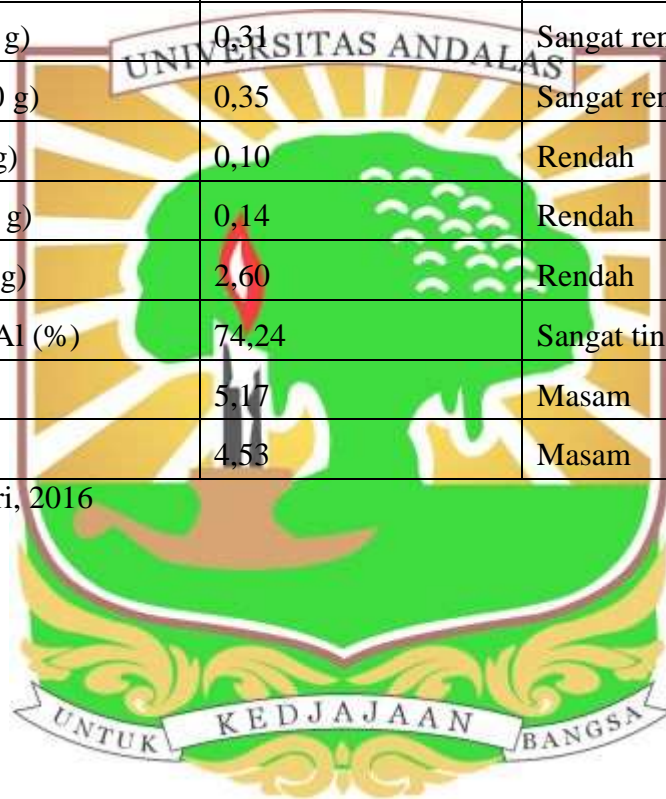 g) 0,31 Sangat ren
UNIVERSITAS ANDALAS
0 g) 0,35 Sangat ren
g) 0,10 Rendah
g) 0,14 Rendah
g) 2,60 Rendah
Al (%) 74,24 Sangat tin
5,17 Masam
4,53 Masam
ri, 2016
UNTUK KEDJAJAAN BANGSA